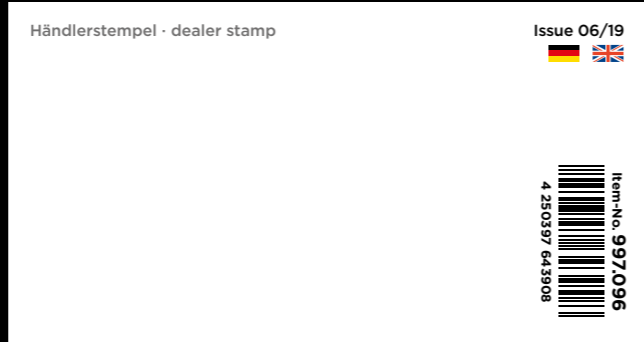 Händlerstempel · dealer stamp
Issue 06/19
Item-No. 997.096
4 250397 643908